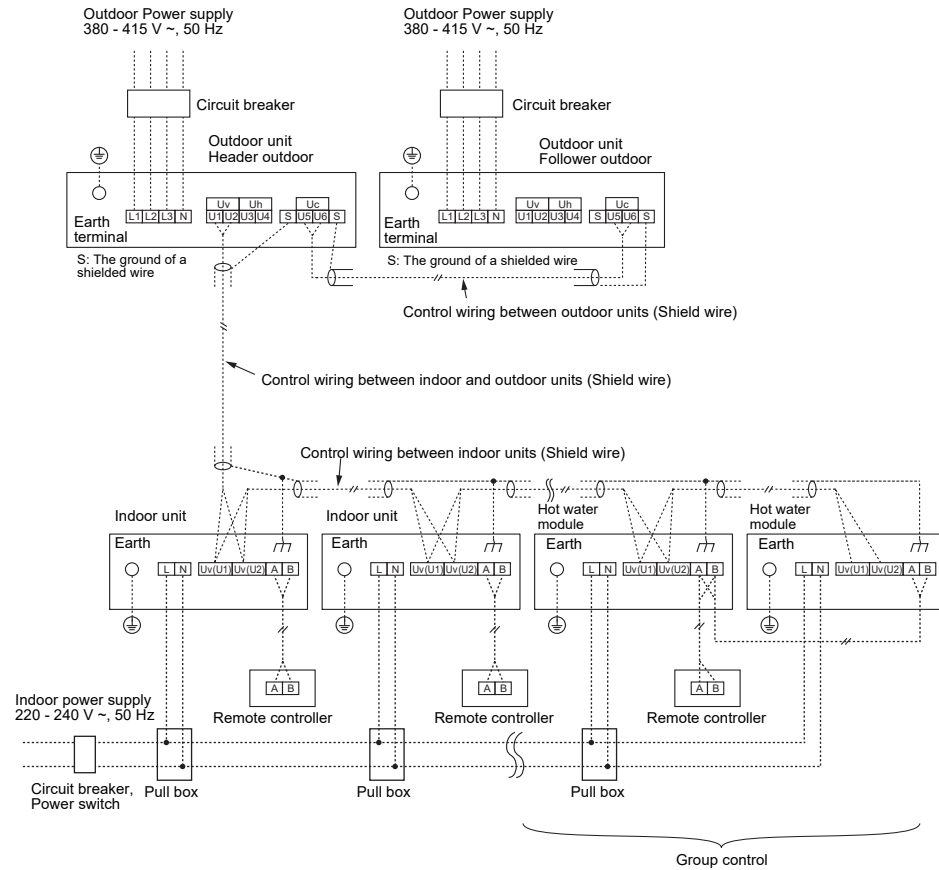 Outdoor Power supply
380 - 415 V ~, 50 Hz
Outdoor Power supply
380 - 415 V ~, 50 Hz
Circuit breaker
Circuit breaker
Outdoor unit
Header outdoor
Outdoor unit
Follower outdoor
Earth
terminal
L1 L2 L3 N
Uv Uh
U1 U2 U3 U4
Uc
S U5 U6 S
Earth
terminal
L1 L2 L3 N
Uv Uh
U1 U2 U3 U4
Uc
S U5 U6 S
S: The ground of a
shielded wire
S: The ground of a shielded wire
Control wiring between outdoor units (Shield wire)
Control wiring between indoor and outdoor units (Shield wire)
Control wiring between indoor units (Shield wire)
Indoor unit
Indoor unit
Hot water
module
Hot water
module
Earth
L N Uv(U1) Uv(U2) A B
Earth
L N Uv(U1) Uv(U2) A B
Earth
L N Uv(U1) Uv(U2) A B
Earth
L N Uv(U1) Uv(U2) A B
A B
A B
A B
Remote controller
Remote controller
Remote controller
Indoor power supply
220 - 240 V ~, 50 Hz
Circuit breaker,
Power switch
Pull box
Pull box
Pull box
Group control